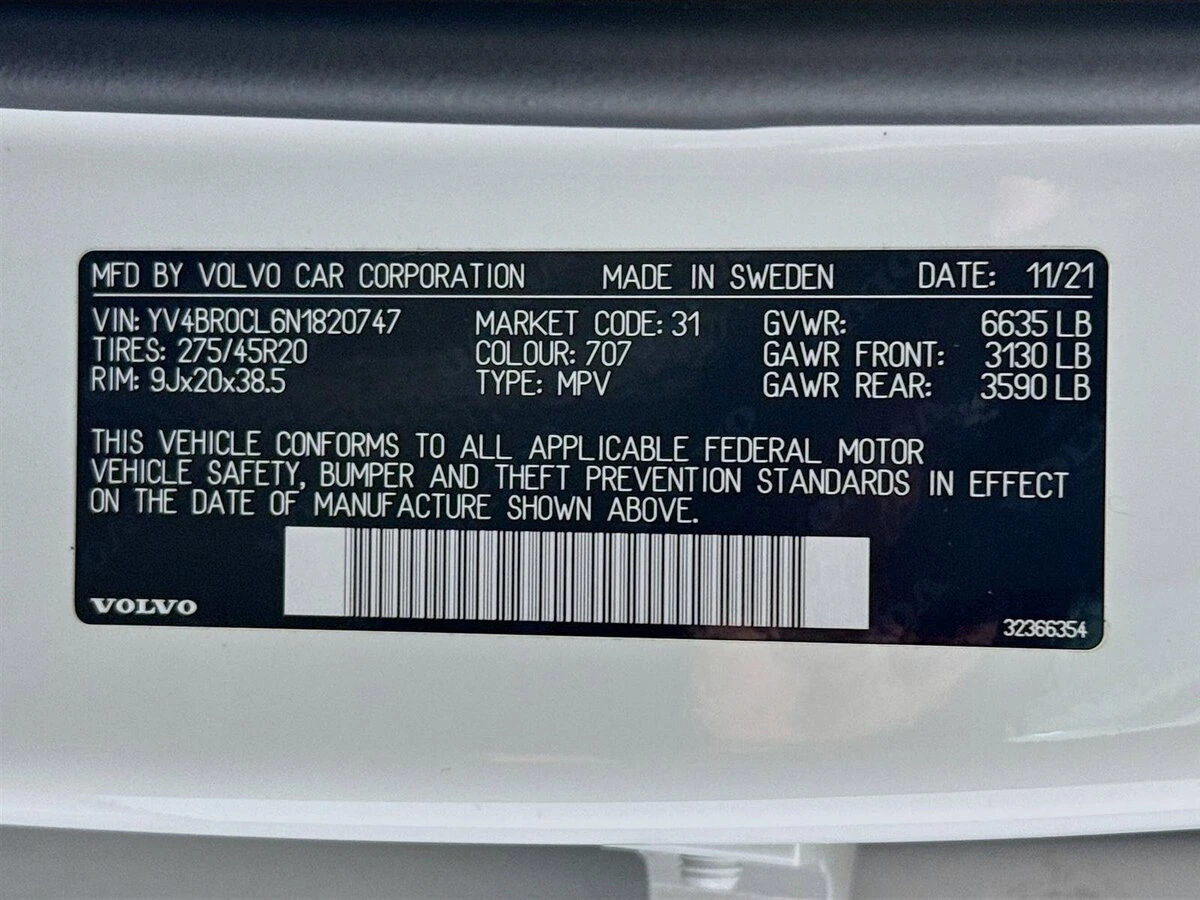 MFD BY VOLVO CAR CORPORATION MADE IN SWEDEN DATE: 11/21
VIN: YV4BR0CL6N1820747 MARKET CODE: 31 GVWR: 6635 LB
TIRES: 275/45R20 COLOUR: 707 GAWR FRONT: 3130 LB
RIM: 9Jx20x38.5 TYPE: MPV GAWR REAR: 3590 LB
THIS VEHICLE CONFORMS TO ALL APPLICABLE FEDERAL MOTOR
VEHICLE SAFETY, BUMPER AND THEFT PREVENTION STANDARDS IN EFFECT
ON THE DATE OF MANUFACTURE SHOWN ABOVE.
VOLVO
32366354